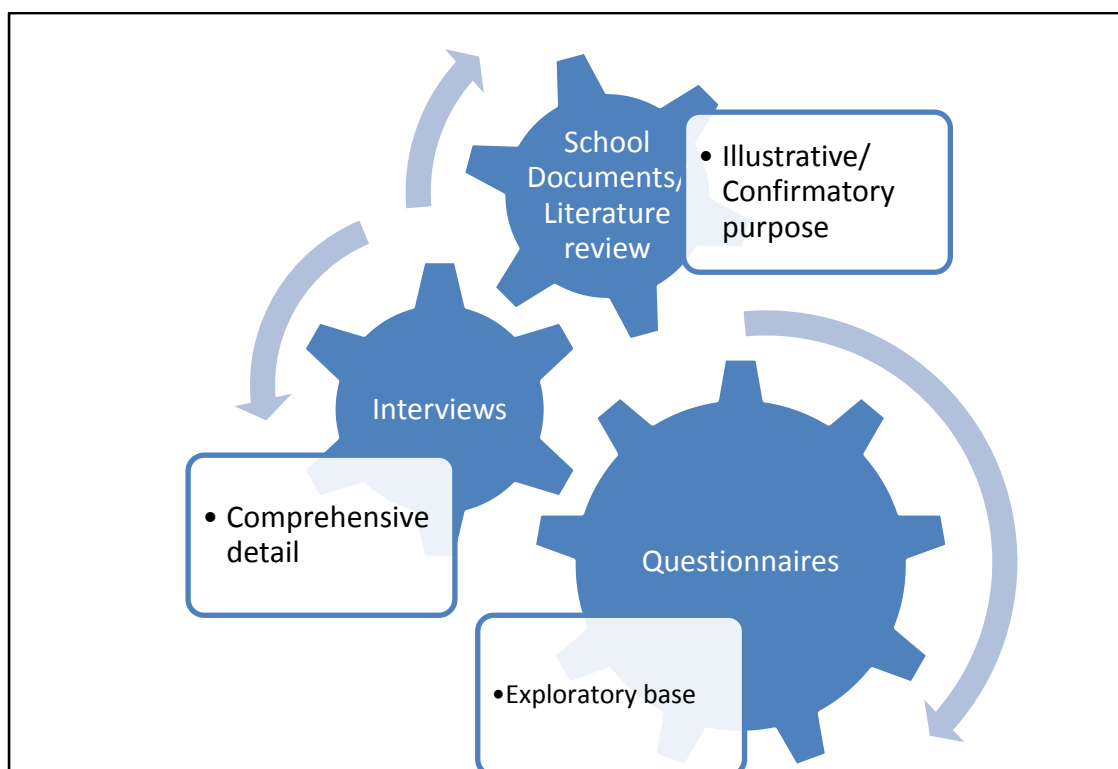 School
Documents/
Literature
review
• Illustrative/
Confirmatory
purpose
Interviews
• Comprehensive
detail
Questionnaires
•Exploratory base